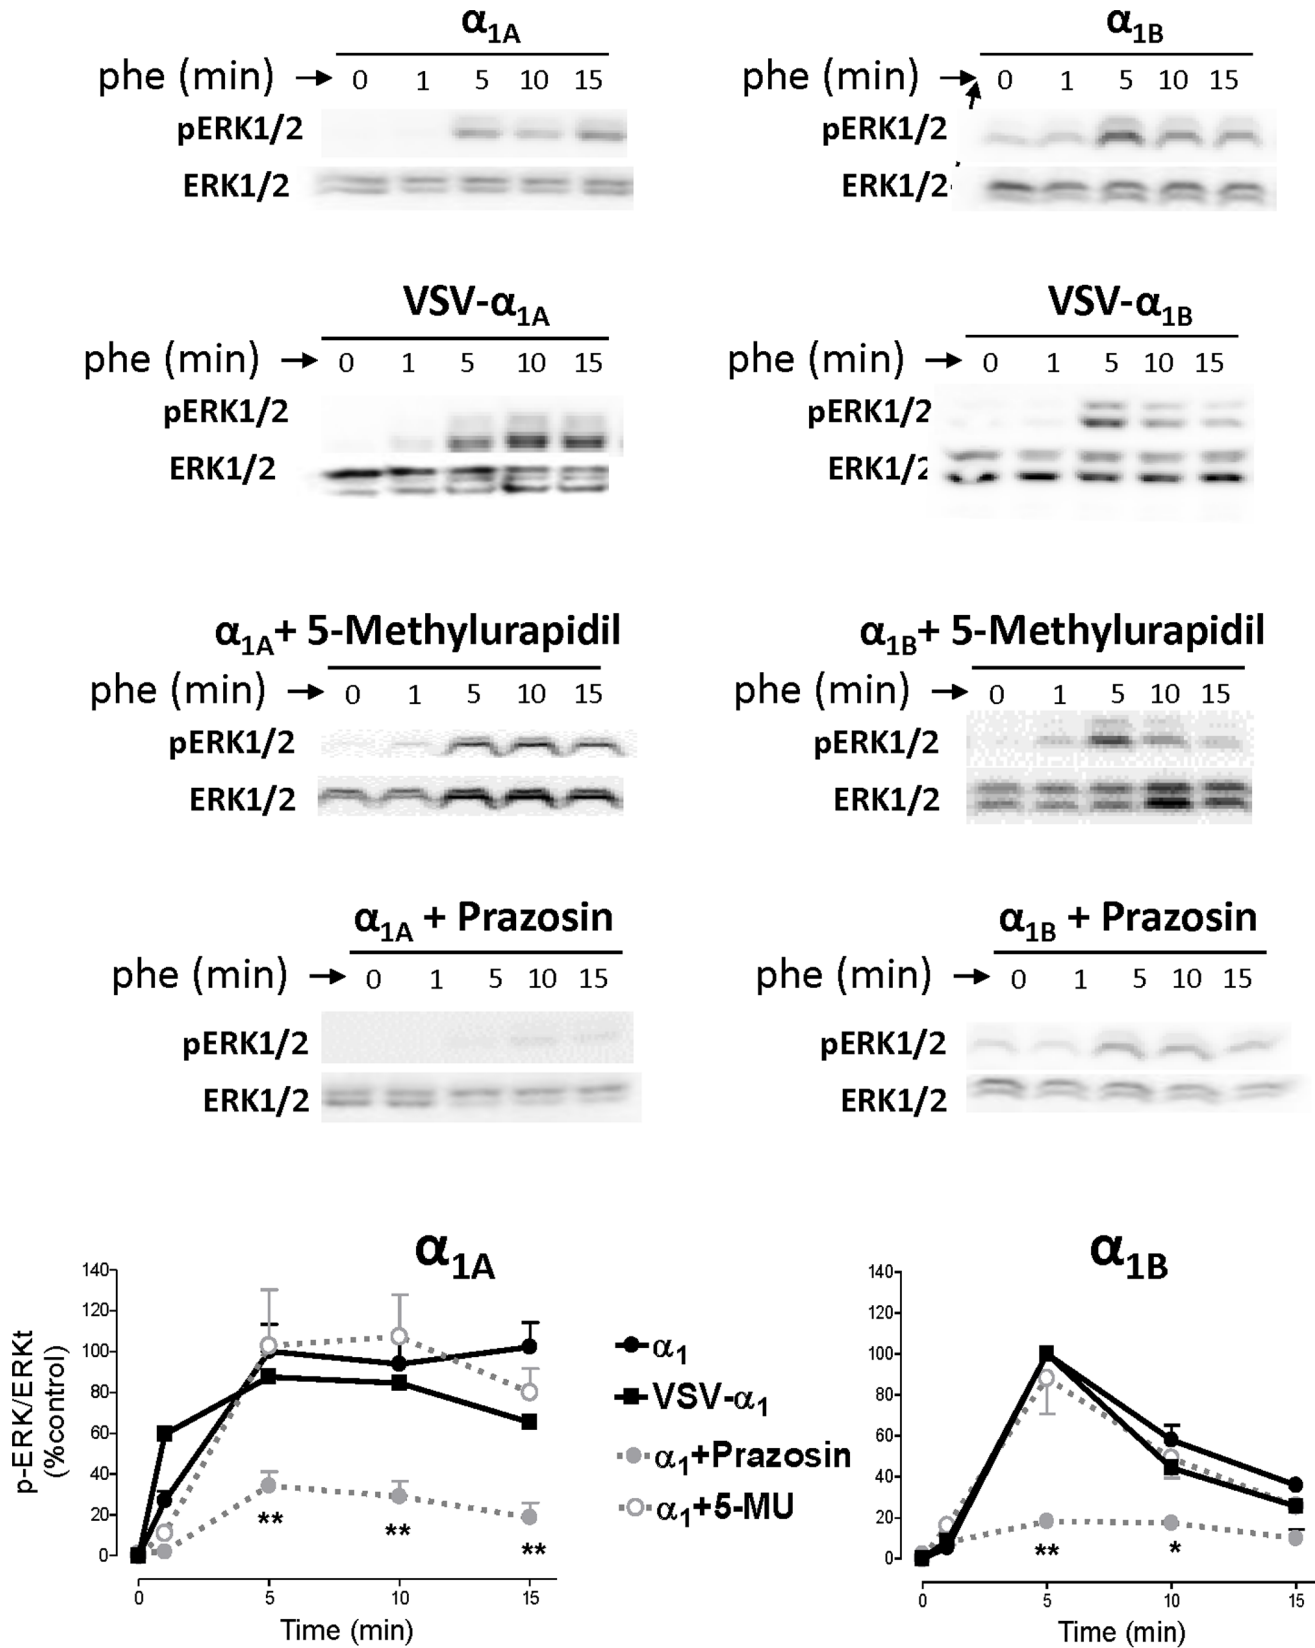 α1A
phe (min) → 0 1 5 10 15
pERK1/2
ERK1/2
α1B
phe (min) → 0 1 5 10 15
pERK1/2
ERK1/2
VSV-α1A
phe (min) → 0 1 5 10 15
pERK1/2
ERK1/2
VSV-α1B
phe (min) → 0 1 5 10 15
pERK1/2
ERK1/2
α1A+ 5-Methylurapidil
phe (min) → 0 1 5 10 15
pERK1/2
ERK1/2
α1B+ 5-Methylurapidil
phe (min) → 0 1 5 10 15
pERK1/2
ERK1/2
α1A + Prazosin
phe (min) → 0 1 5 10 15
pERK1/2
ERK1/2
α1B + Prazosin
phe (min) → 0 1 5 10 15
pERK1/2
ERK1/2
α1A
p-ERK/ERKt
(%control)
140
120
100
80
60
40
20
0
** ** **
0 5 10 15
Time (min)
α1
VSV-α1
α1+Prazosin
α1+5-MU
α1B
140
120
100
80
60
40
20
0
** *
0 5 10 15
Time (min)